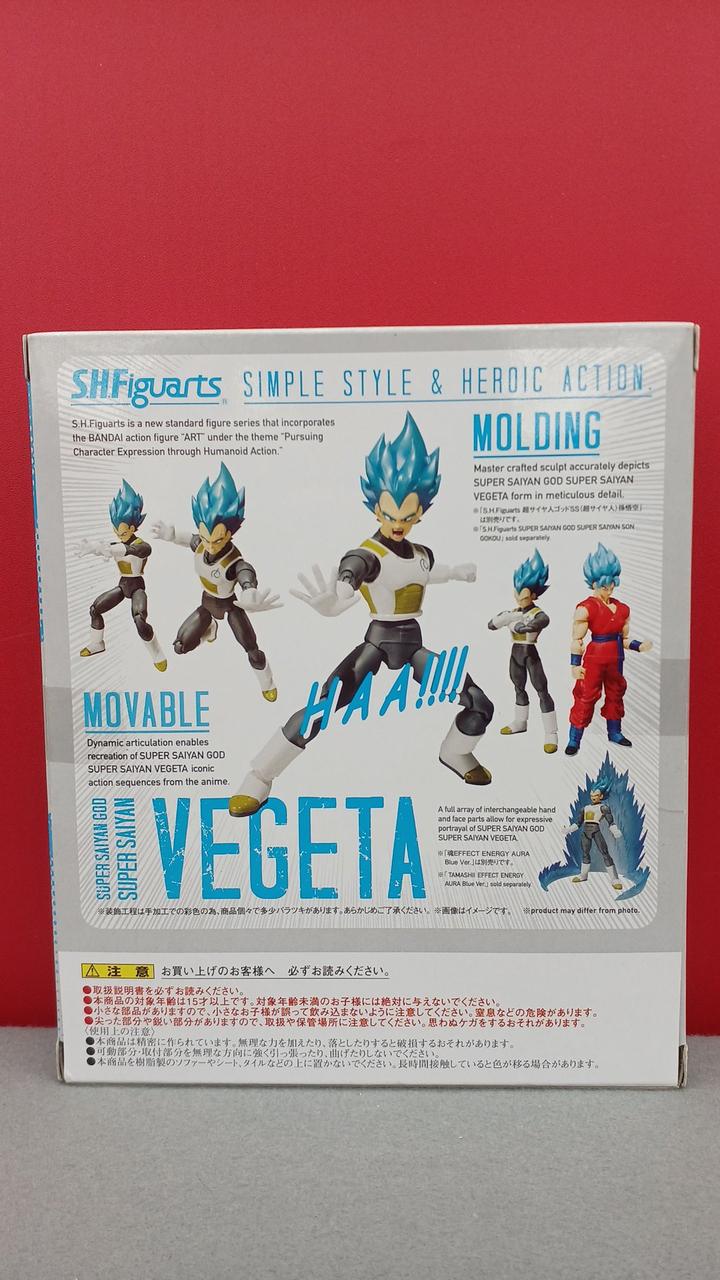 S.H.Figuarts® SIMPLE STYLE & HEROIC ACTION.
S.H.Figuarts is a new standard figure series that incorporates
the BANDAI action figure "ART" under the theme "Pursuing
Character Expression through Humanoid Action."
MOLDING
Master crafted sculpt accurately depicts
SUPER SAIYAN GOD SUPER SAIYAN
VEGETA form in meticulous detail.
※「S.H.Figuarts 超サイヤ人ゴッドSS(超サイヤ人)孫悟空」
は別売りです。
※「S.H.Figuarts SUPER SAIYAN GOD SUPER SAIYAN SON
GOKOU」 sold separately.
HAA!!!!!
MOVABLE
Dynamic articulation enables
recreation of SUPER SAIYAN GOD
SUPER SAIYAN VEGETA iconic
action sequences from the anime.
SUPER SAIYAN GOD
SUPER SAIYAN
VEGETA
A full array of interchangeable hand
and face parts allow for expressive
portrayal of SUPER SAIYAN GOD
SUPER SAIYAN VEGETA.
※「魂EFFECT ENERGY AURA
Blue Ver.」は別売りです。
※「TAMASHII EFFECT ENERGY
AURA Blue Ver.」 sold separately.
※装飾工程は手加工での彩色の為、商品個々で多少バラツキがあります。あらかじめご了承ください。 ※画像はイメージです。 ※product may differ from photo.
注 意 お買い上げのお客様へ 必ずお読みください。
●取扱説明書を必ずお読みください。
●本商品の対象年齢は15才以上です。対象年齢未満のお子様には絶対に与えないでください。
●小さな部品がありますので、小さなお子様が誤って飲み込まないように注意してください。窒息などの危険があります。
●尖った部分や鋭い部分がありますので、取扱や保管場所に注意してください。思わぬケガをするおそれがあります。
〈使用上の注意〉
●本商品は精密に作られています。無理な力を加えたり、落としたりすると破損するおそれがあります。
●可動部分・取付部分を無理な方向に強く引っ張ったり、曲げたりしないでください。
●本商品を樹脂製のソファーやシート、タイルなどの上に置かないでください。長時間接触していると色が移る場合があります。